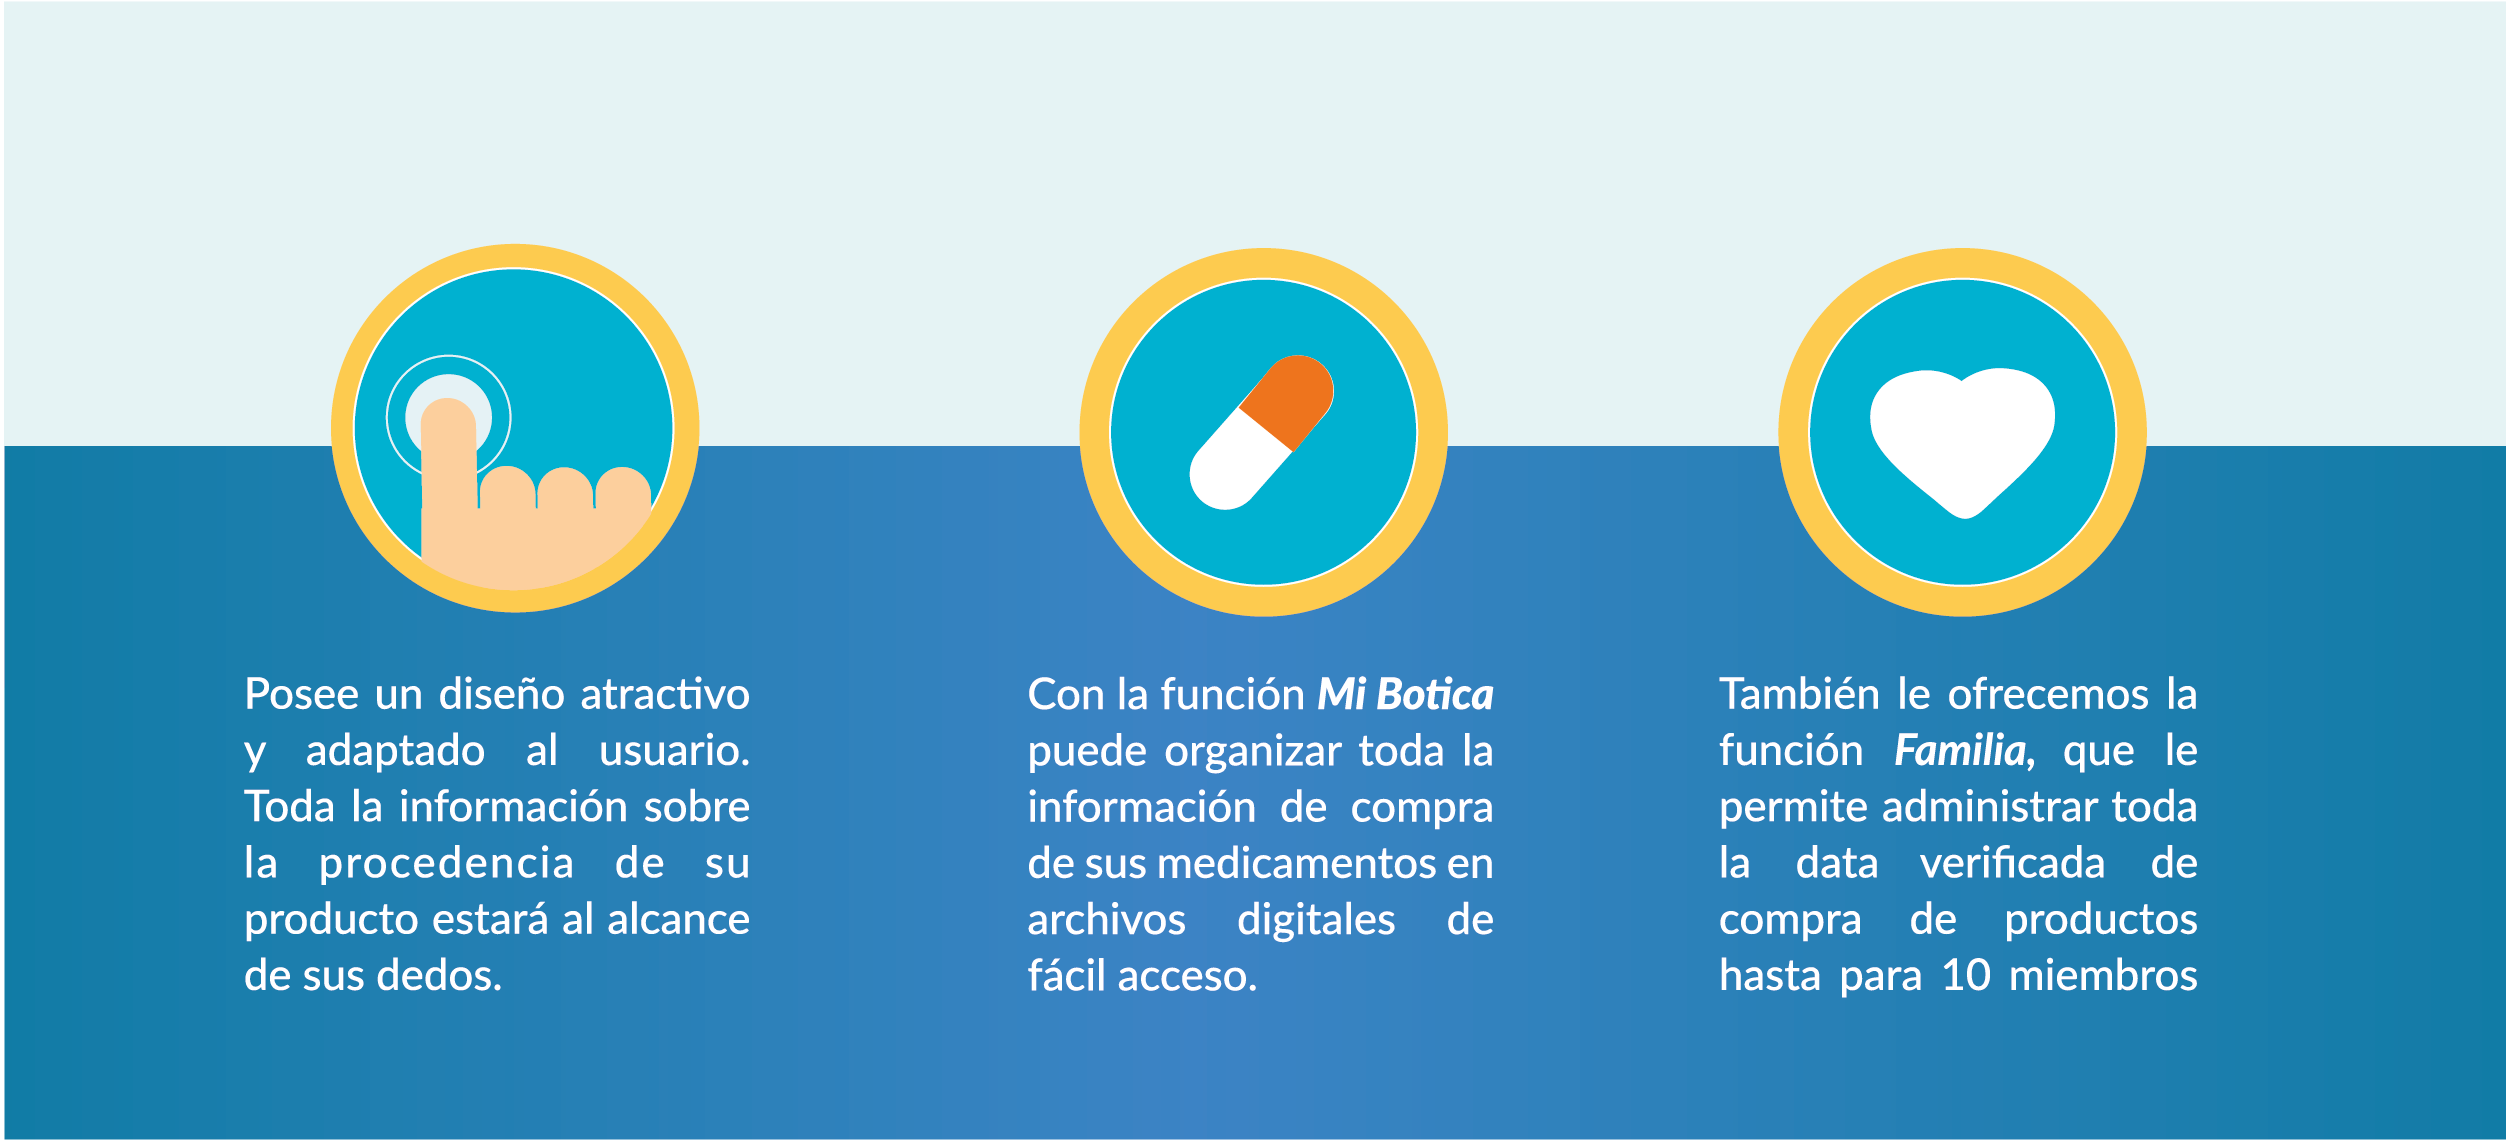 Posee un diseño atractivo
y adaptado al usuario.
Toda la información sobre
la procedencia de su
producto estará al alcance
de sus dedos.
Con la función Mi Botica
puede organizar toda la
información de compra
de sus medicamentos en
archivos digitales de
fácil acceso.
También le ofrecemos la
función Familia, que le
permite administrar toda
la data verificada de
compra de productos
hasta para 10 miembros